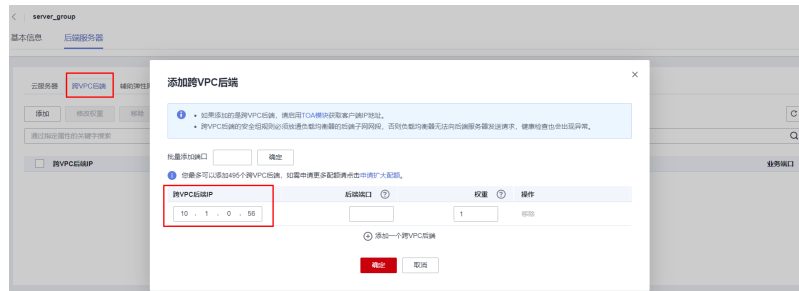 server_group
基本信息 后端服务器
云服务器 跨VPC后端 辅助弹性网
添加 修改权重 移除
通过指定属性的关键字搜索
跨VPC后端IP 业务端口
添加跨VPC后端
如果添加的是跨VPC后端，请启用TOA模块获取客户端IP地址。
跨VPC后端的安全组规则必须放通负载均衡器的后端子网网段，否则负载均衡器无法向后端服务器发送请求，健康检查也会出现异常。
批量添加端口 确定
您最多可以添加495个跨VPC后端，如需申请更多配额请点击申请扩大配额。
跨VPC后端IP 后端端口 权重 操作
10 . 1 . 0 . 56 1 移除
添加一个跨VPC后端
确定 取消